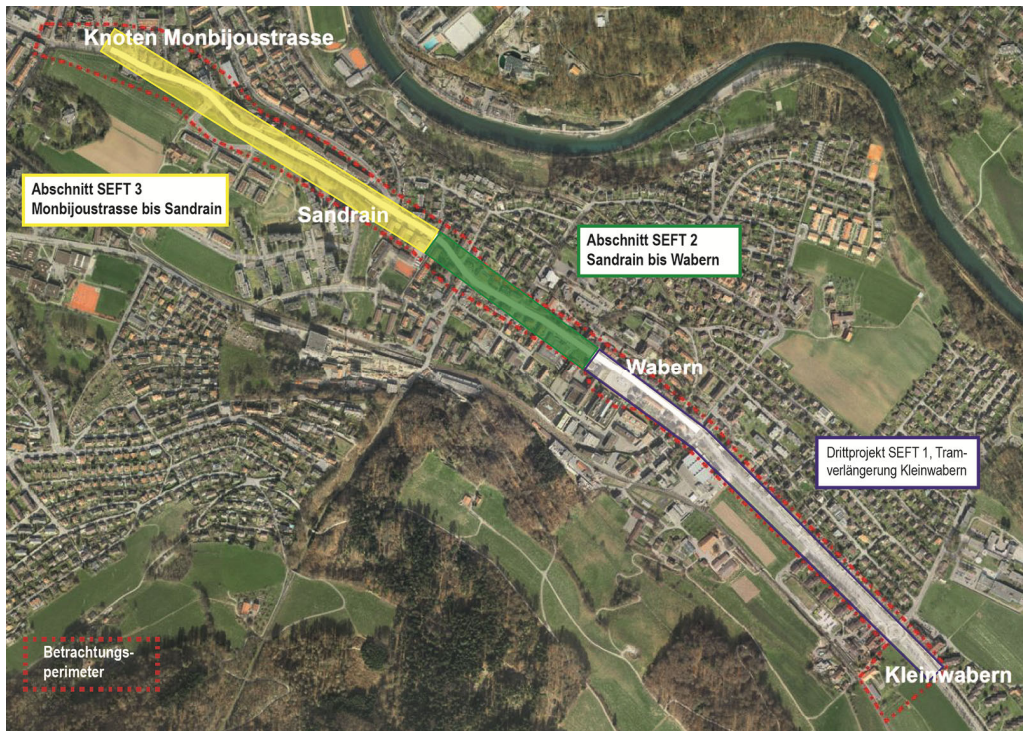 Knoten Monbijoustrasse
Abschnitt SEFT 3
Monbijoustrasse bis Sandrain
Sandrain
Abschnitt SEFT 2
Sandrain bis Wabern
Wabern
Drittprojekt SEFT 1, Tram-
verlängerung Kleinwabern
Betrachtungs-
perimeter
Kleinwabern